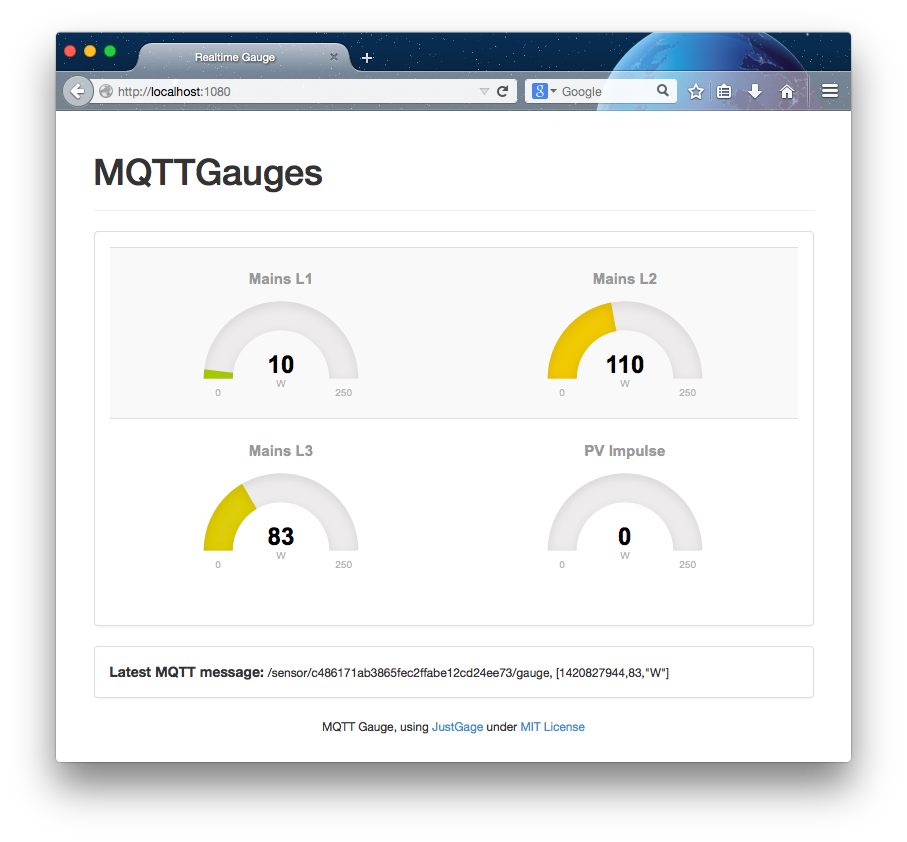 Realtime Gauge
http://localhost:1080
8 Google
MQTTGauges
Mains L1
10
W
0 250
Mains L2
110
W
0 250
Mains L3
83
W
0 250
PV Impulse
0
W
0 250
Latest MQTT message: /sensor/c486171ab3865fec2ffabe12cd24ee73/gauge, [1420827944,83,"W"]
MQTT Gauge, using JustGage under MIT License